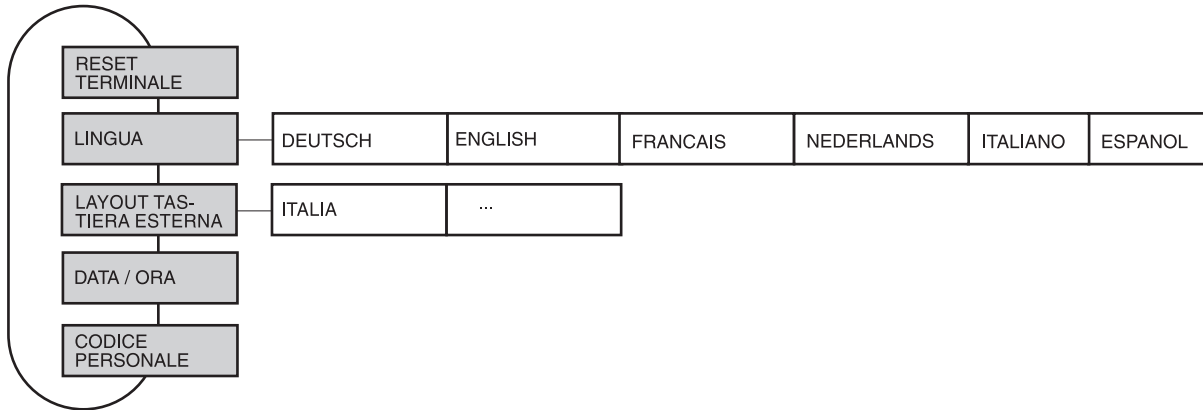 RESET
TERMINALE
LINGUA
DEUTSCH ENGLISH FRANCAIS NEDERLANDS ITALIANO ESPANOL
LAYOUT TAS-
TIERA ESTERNA
ITALIA ...
DATA / ORA
CODICE
PERSONALE